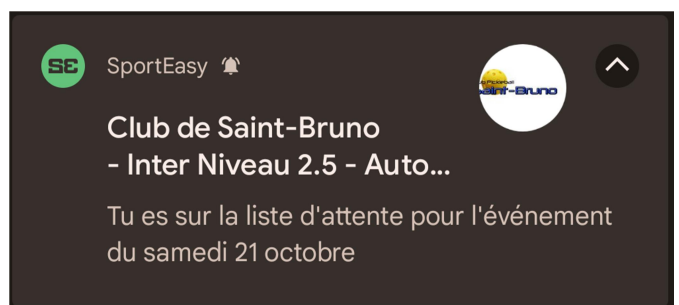 SE SportEasy
Club de Saint-Bruno
- Inter Niveau 2.5 - Auto...
Tu es sur la liste d'attente pour l'événement
du samedi 21 octobre
Saint-Bruno